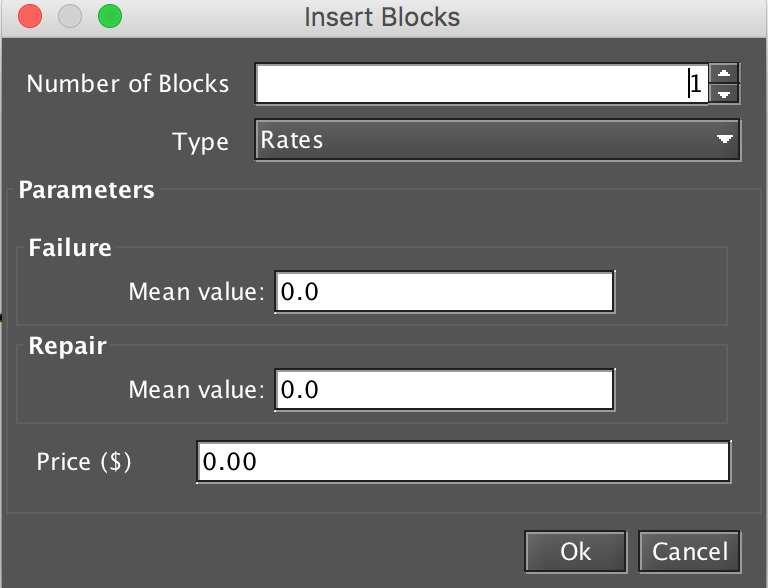 Insert Blocks
Number of Blocks 1
Type Rates
Parameters
Failure
Mean value: 0.0
Repair
Mean value: 0.0
Price ($) 0.00
Ok Cancel